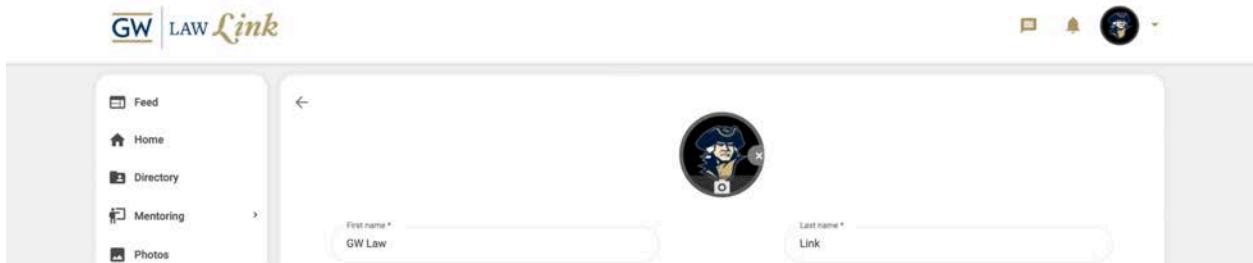 GW LAW Link
Feed
Home
Directory
Mentoring
Photos
First name *
GW Law
Last name *
Link